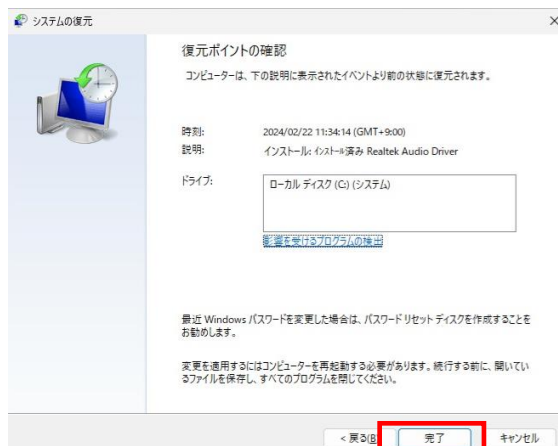 システムの復元
復元ポイントの確認
コンピューターは、下の説明に表示されたイベントより前の状態に復元されます。
時刻: 2024/02/22 11:34:14 (GMT+9:00)
説明: インストール: インストール済み Realtek Audio Driver
ドライブ: ローカル ディスク (C:) (システム)
影響を受けるプログラムの検出
最近 Windows パスワードを変更した場合は、パスワード リセット ディスクを作成することを
お勧めします。
変更を適用するにはコンピューターを再起動する必要があります。続行する前に、開いてい
るファイルを保存し、すべてのプログラムを閉じてください。
< 戻る(B) 完了 キャンセル